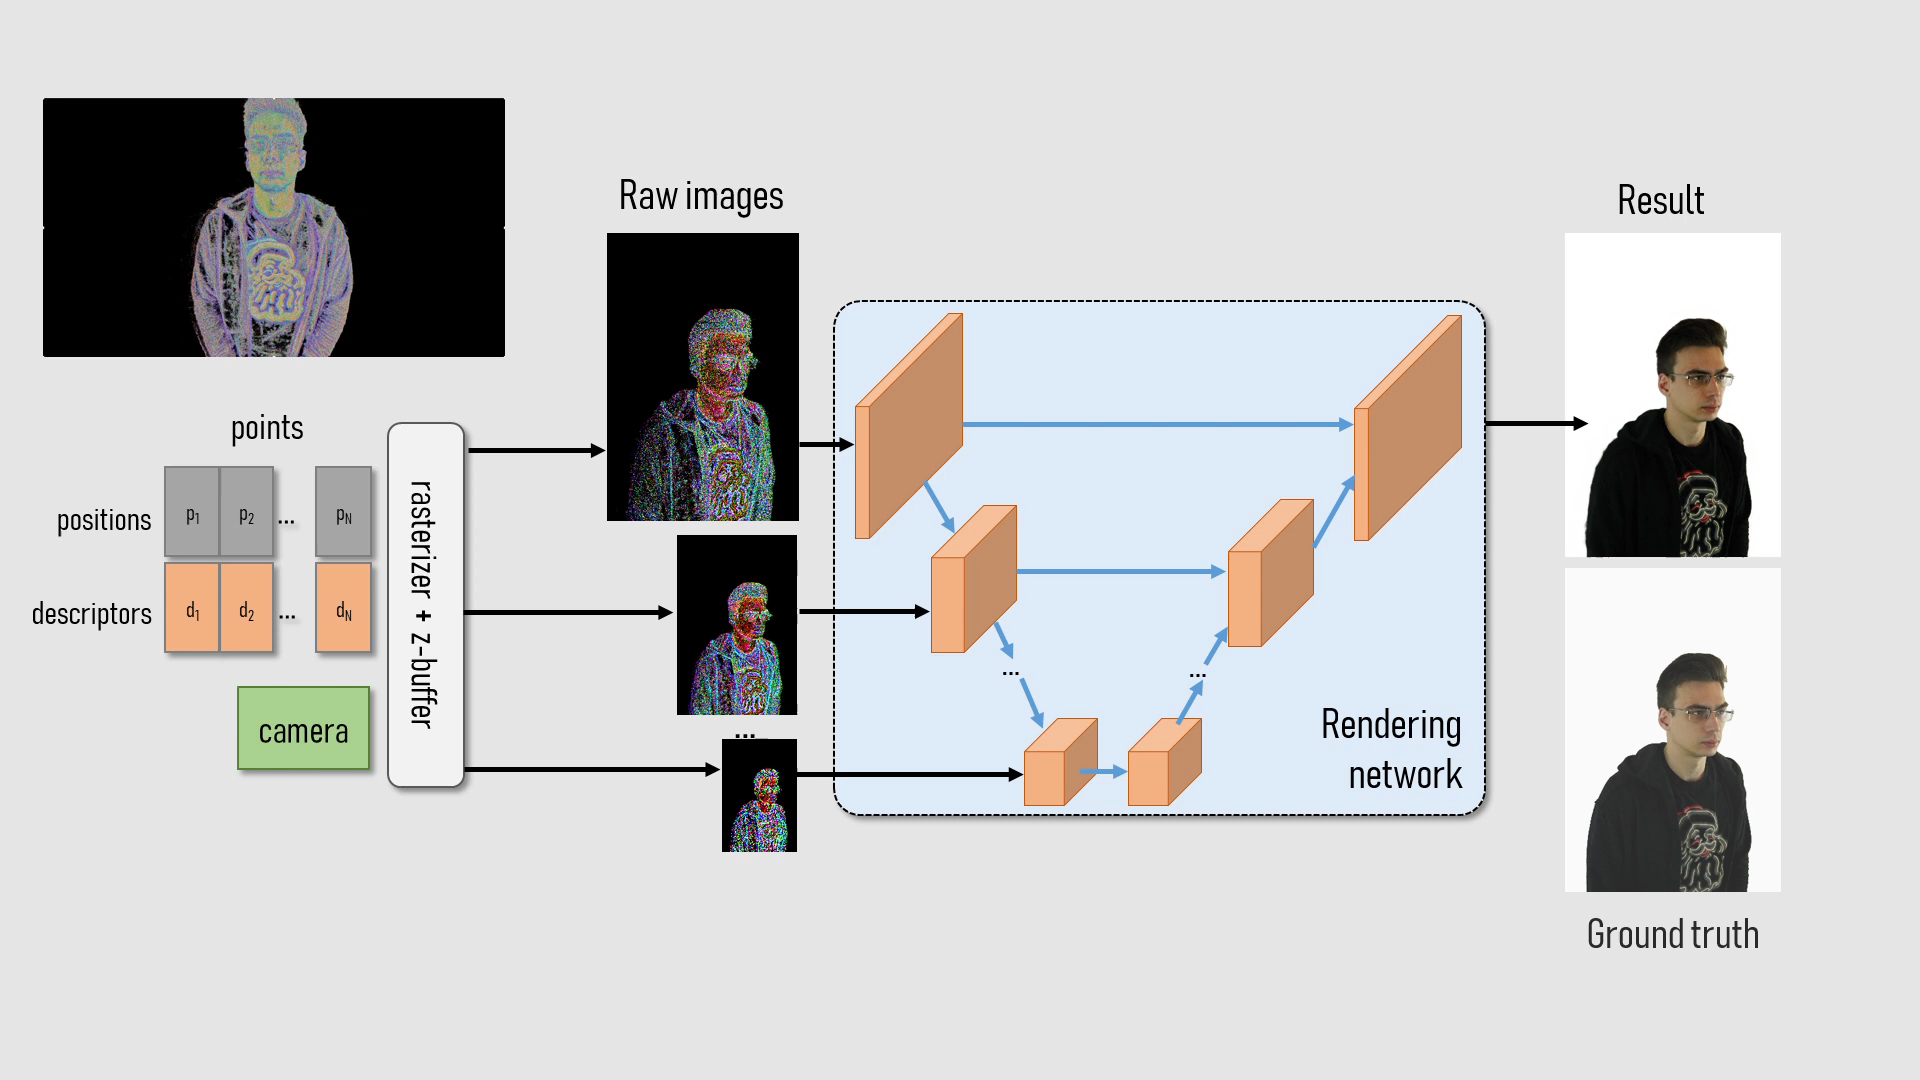 Raw images
Result
points
positions
p1
p2
...
pN
descriptors
d1
d2
...
dN
camera
rasterizer + z-buffer
...
...
...
Rendering
network
Ground truth